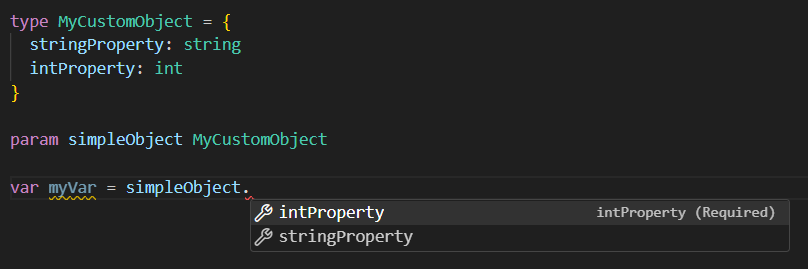 type MyCustomObject = {
  stringProperty: string
  intProperty: int
}
param simpleObject MyCustomObject
var myVar = simpleObject.
intProperty intProperty (Required)
stringProperty